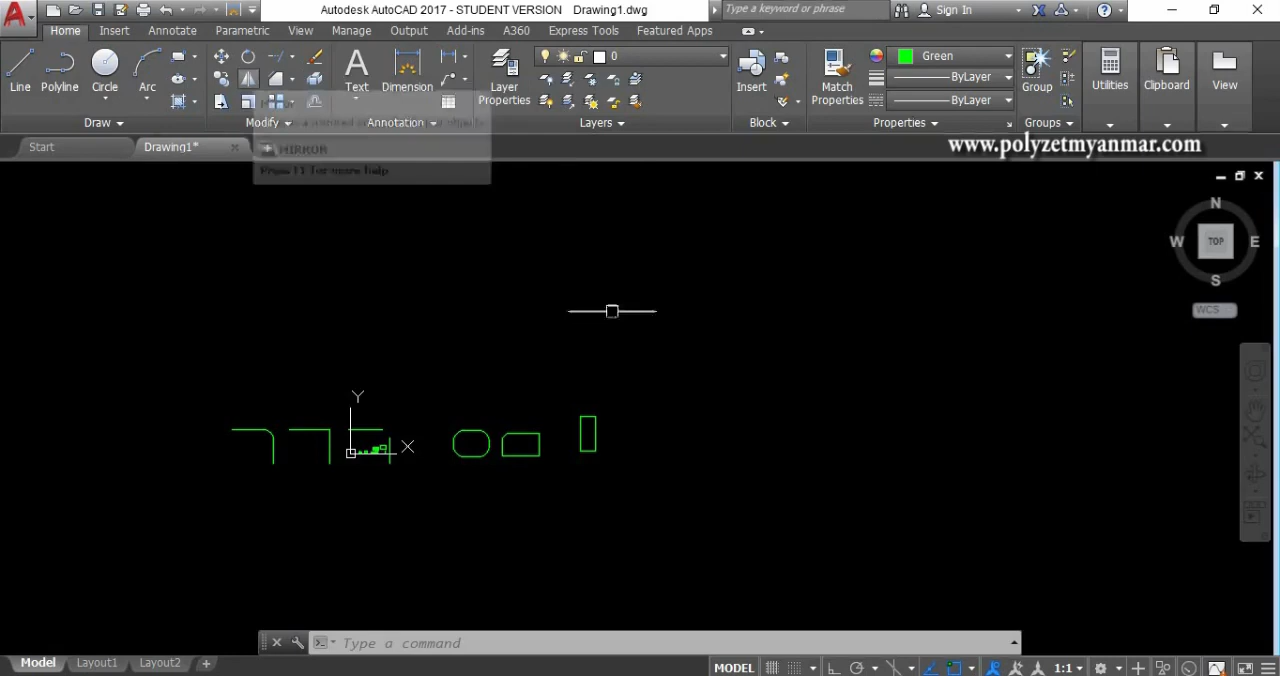 Autodesk AutoCAD 2017 - STUDENT VERSION Drawing1.dwg
Type a keyword or phrase
Sign In
Home Insert Annotate Parametric View Manage Output Add-ins A360 Express Tools Featured Apps
0
Green
ByLayer
ByLayer
Line Polyline Circle Arc
Text Dimension
Layer
Properties
Insert
Match
Properties
Group
Utilities
Clipboard
View
Draw Modify Annotation Layers Block Properties Groups
Start Drawing1*
www.polyzetmyanmar.com
MIRROR
Press F1 for more help
N
W TOP E
S
WCS
Y
X
Type a command
Model Layout1 Layout2 +
MODEL
1:1